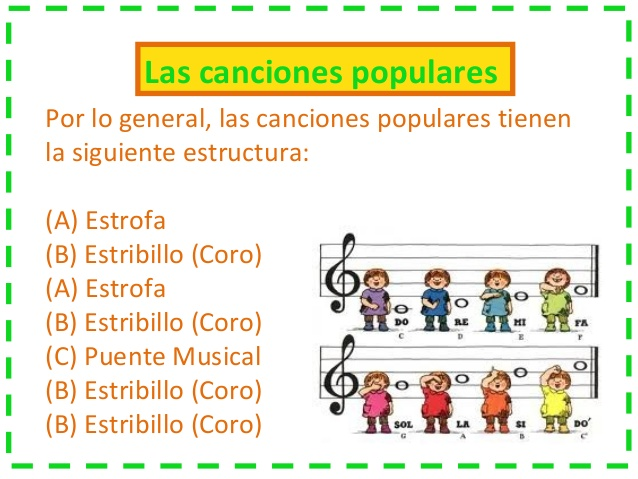 Las canciones populares
Por lo general, las canciones populares tienen
la siguiente estructura:
(A) Estrofa
(B) Estribillo (Coro)
(A) Estrofa
(B) Estribillo (Coro)
(C) Puente Musical
(B) Estribillo (Coro)
(B) Estribillo (Coro)
DO RE MI FA
C D E F
SOL LA SI DO'
G A B C'